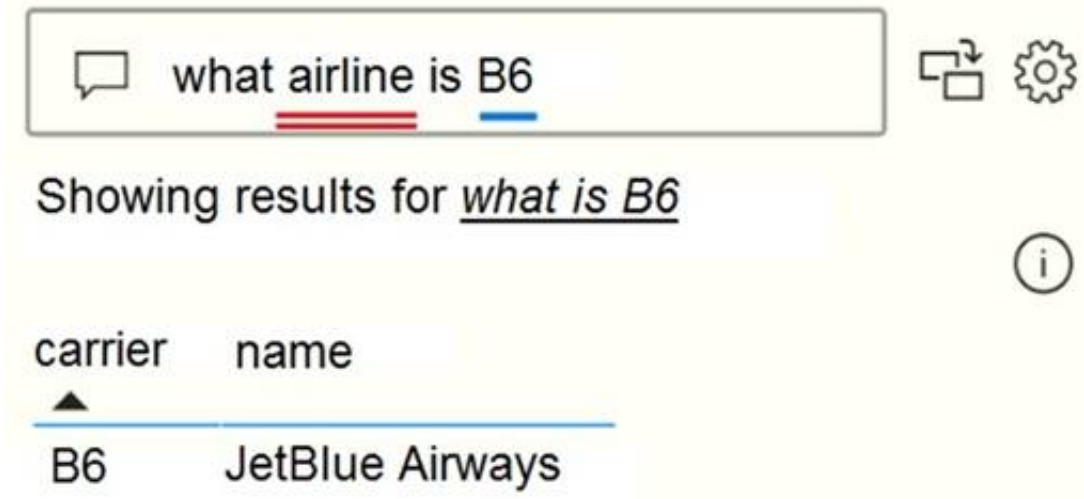 what airline is B6
Showing results for what is B6
i
carrier name
B6 JetBlue Airways